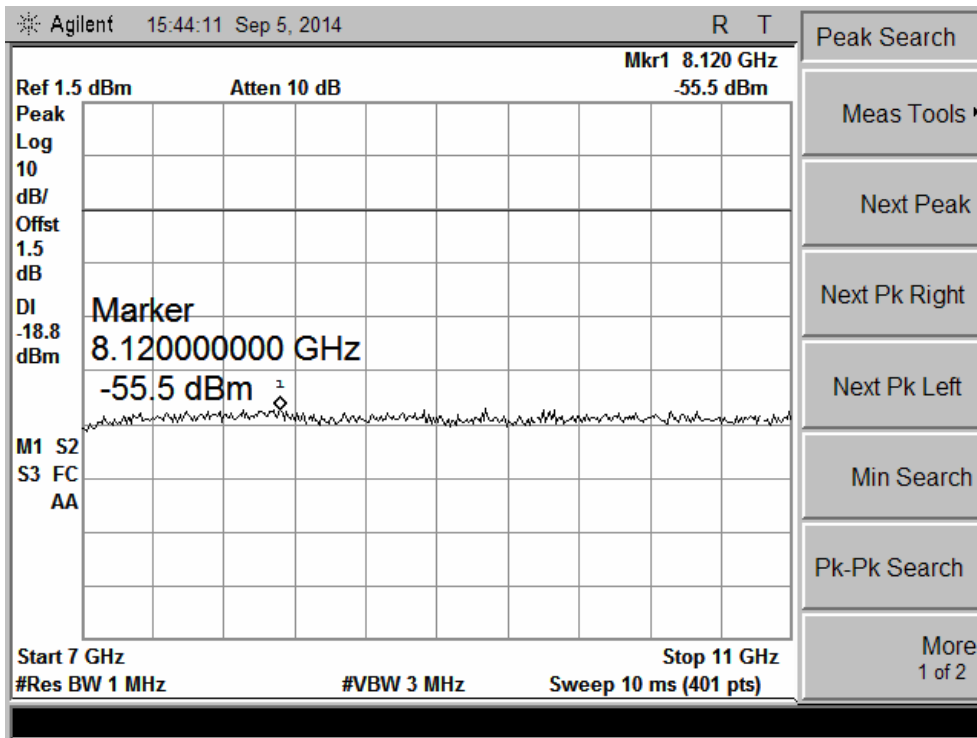 Agilent 15:44:11 Sep 5, 2014 R T
Mkr1 8.120 GHz
Ref 1.5 dBm Atten 10 dB -55.5 dBm
Peak
Log
10
dB/
Offst
1.5
dB
DI
-18.8
dBm
Marker
8.120000000 GHz
-55.5 dBm
1
M1 S2
S3 FC
AA
Start 7 GHz Stop 11 GHz
#Res BW 1 MHz #VBW 3 MHz Sweep 10 ms (401 pts)
Peak Search
Meas Tools
Next Peak
Next Pk Right
Next Pk Left
Min Search
Pk-Pk Search
More
1 of 2